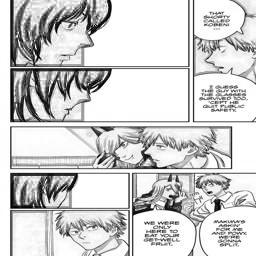 THAT
SHORTY
CALLED
KOBENI
...
I GUESS
THE GUY WITH
THE GLASSES
SURVIVED TOO,
'CEPT HE
QUIT PUBLIC
SAFETY.
WE WERE
ONLY
HERE TO
EAT YOUR
GET-WELL
FRUIT.
MAKIMA'S
ASKIN'
FOR ME
AND POWY.
WE'RE
GONNA
SPLIT.